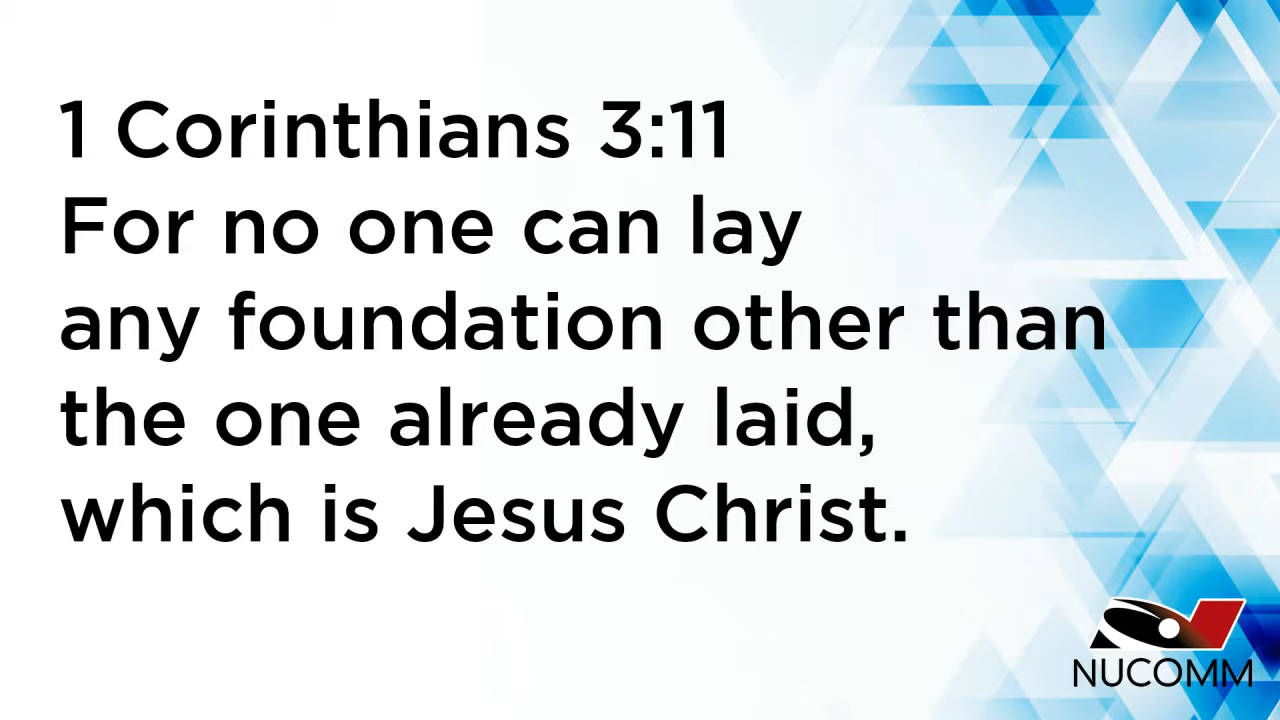 1 Corinthians 3:11
For no one can lay
any foundation other than
the one already laid,
which is Jesus Christ.
NUCOMM